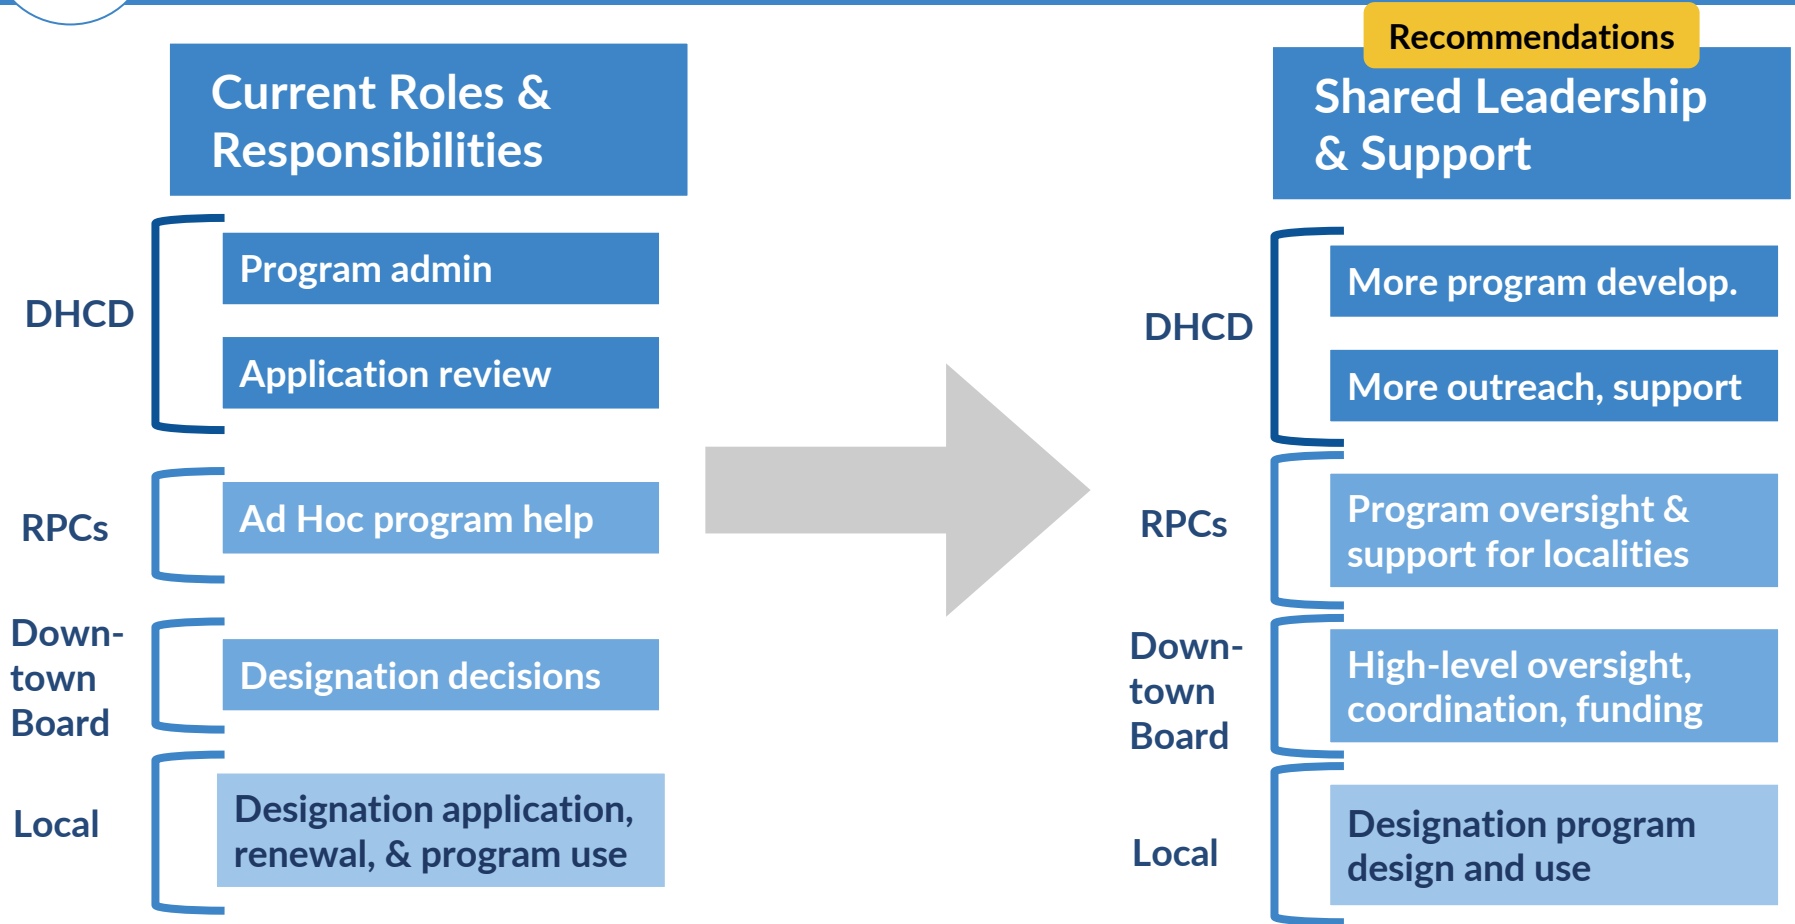 Current Roles &
Responsibilities
DHCD
Program admin
Application review
RPCs
Ad Hoc program help
Down-
town
Board
Designation decisions
Local
Designation application,
renewal, & program use
Recommendations
Shared Leadership
& Support
DHCD
More program develop.
More outreach, support
RPCs
Program oversight &
support for localities
Down-
town
Board
High-level oversight,
coordination, funding
Local
Designation program
design and use